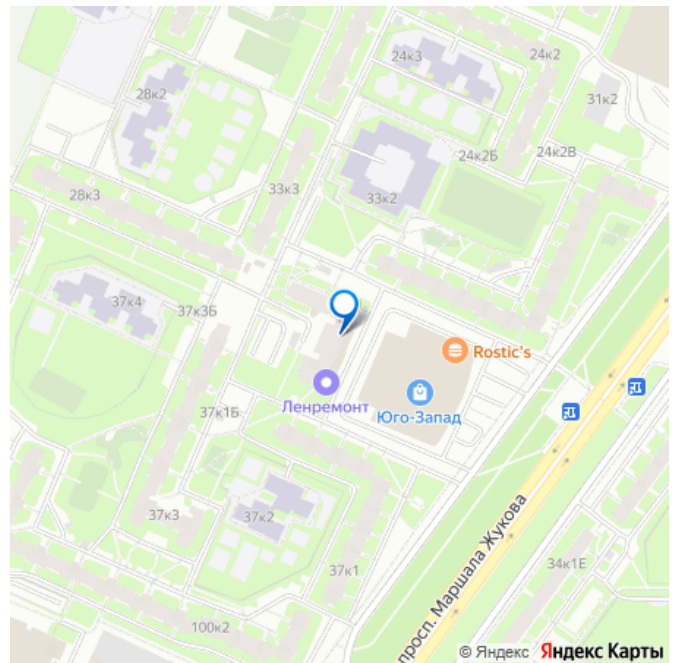 24к3
24к2
28к2
31к2
24к2Б
24к2В
28к3
33к3
33к2
37к4
37к3Б
Rostic's
Ленремонт
Юго-Запад
37к1Б
37к3
37к2
37к1
просп. Маршала Жукова
34к1Е
100к2
© Яндекс Яндекс Карты